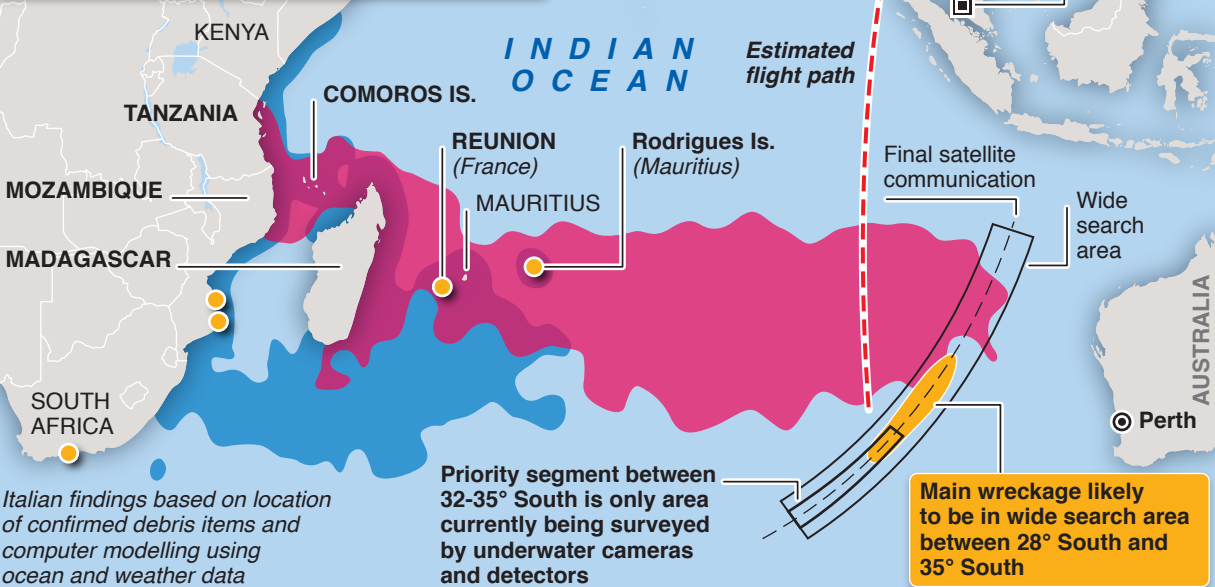 KENYA
INDIAN
OCEAN
Estimated
flight path
TANZANIA
COMOROS IS.
REUNION
(France)
Rodrigues Is.
(Mauritius)
Final satellite
communication
MOZAMBIQUE
MAURITIUS
Wide
search
area
MADAGASCAR
AUSTRALIA
SOUTH
AFRICA
Perth
Priority segment between
32-35° South is only area
currently being surveyed
by underwater cameras
and detectors
Main wreckage likely
to be in wide search area
between 28° South and
35° South
Italian findings based on location
of confirmed debris items and
computer modelling using
ocean and weather data